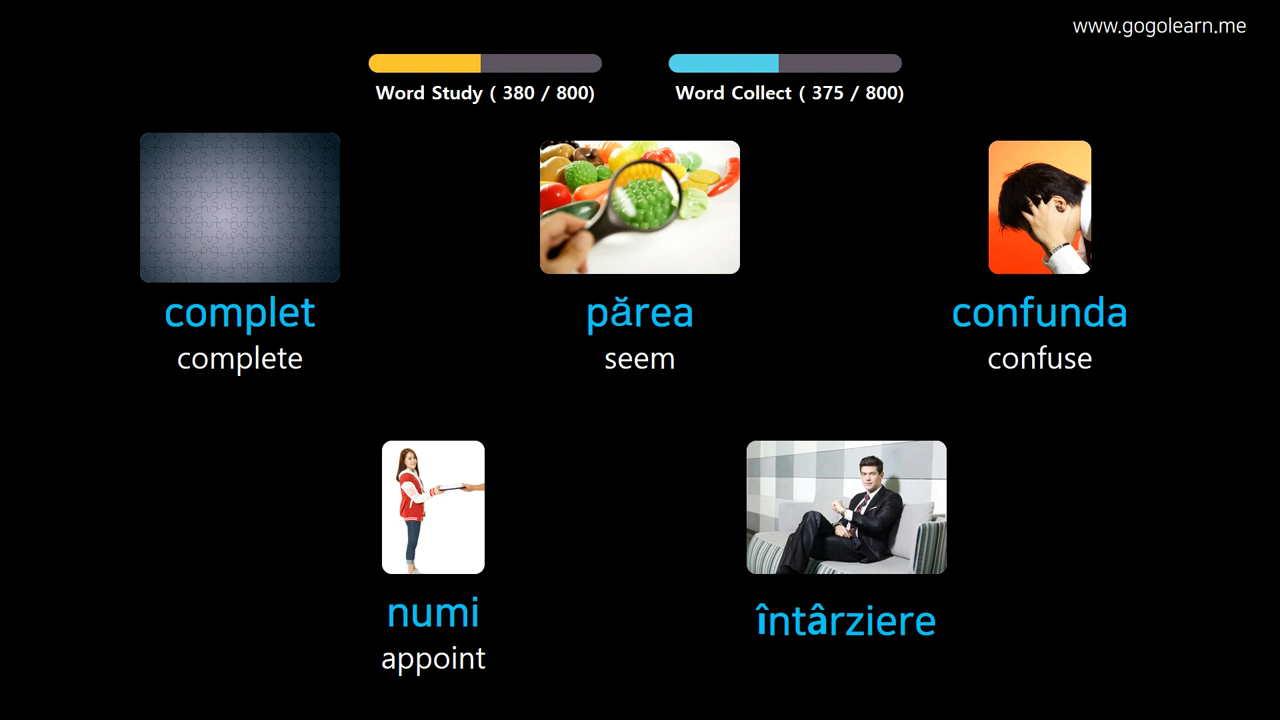 www.gogolearn.me
Word Study ( 380 / 800)
Word Collect ( 375 / 800)
complet
complete
părea
seem
confunda
confuse
numi
appoint
întârziere